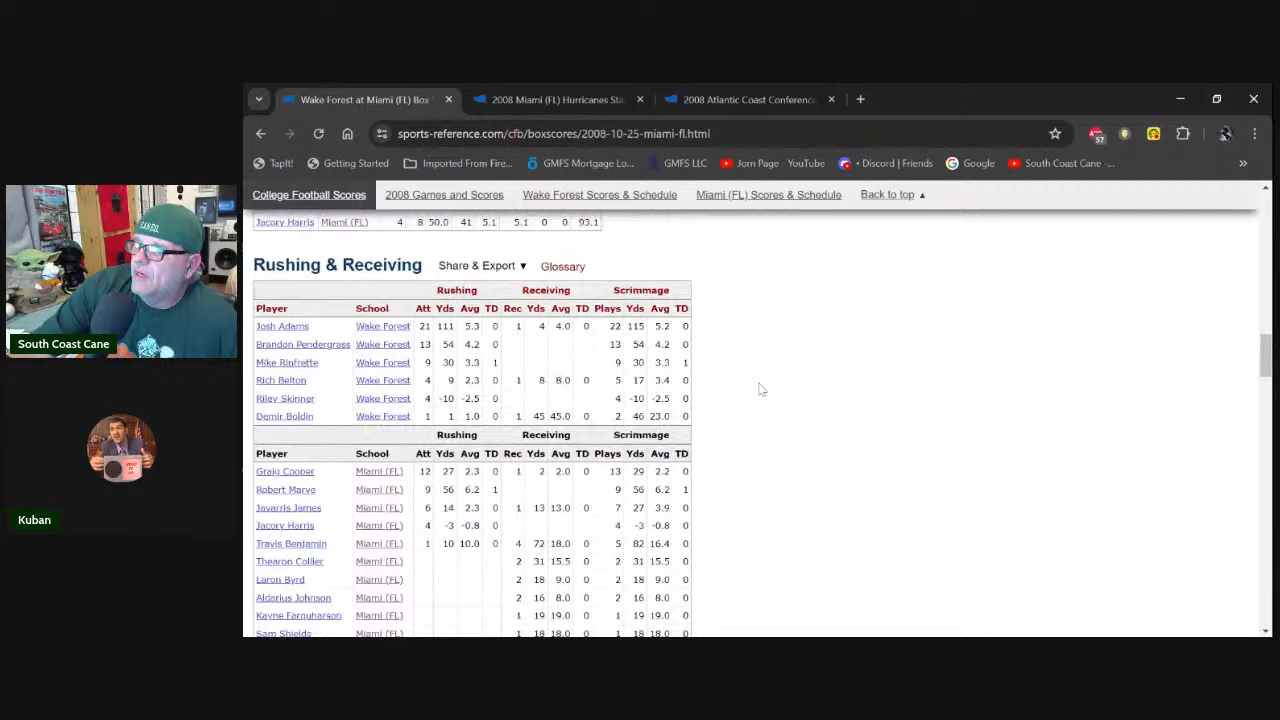 Wake Forest at Miami (FL) Box
2008 Miami (FL) Hurricanes Sta
2008 Atlantic Coast Conference
sports-reference.com/cfb/boxscores/2008-10-25-miami-fl.html
57
TapIt!
Getting Started
Imported From Fire...
GMFS Mortgage Lo...
GMFS LLC
Jorn Page - YouTube
Discord | Friends
Google
South Coast Cane -...
College Football Scores
2008 Games and Scores
Wake Forest Scores & Schedule
Miami (FL) Scores & Schedule
Back to top ▲
Jacory Harris Miami (FL) 4 8 50.0 41 5.1 5.1 0 0 93.1
Rushing & Receiving Share & Export ▼ Glossary
Rushing Receiving Scrimmage
Player School Att Yds Avg TD Rec Yds Avg TD Plays Yds Avg TD
Josh Adams Wake Forest 21 111 5.3 0 1 4 4.0 0 22 115 5.2 0
Brandon Pendergrass Wake Forest 13 54 4.2 0 13 54 4.2 0
Mike Rinfrette Wake Forest 9 30 3.3 1 9 30 3.3 1
Rich Belton Wake Forest 4 9 2.3 0 1 8 8.0 0 5 17 3.4 0
Riley Skinner Wake Forest 4 -10 -2.5 0 4 -10 -2.5 0
Demir Boldin Wake Forest 1 1 1.0 0 1 45 45.0 0 2 46 23.0 0
Rushing Receiving Scrimmage
Player School Att Yds Avg TD Rec Yds Avg TD Plays Yds Avg TD
Graig Cooper Miami (FL) 12 27 2.3 0 1 2 2.0 0 13 29 2.2 0
Robert Marve Miami (FL) 9 56 6.2 1 9 56 6.2 1
Javarris James Miami (FL) 6 14 2.3 0 1 13 13.0 0 7 27 3.9 0
Jacory Harris Miami (FL) 4 -3 -0.8 0 4 -3 -0.8 0
Travis Benjamin Miami (FL) 1 10 10.0 0 4 72 18.0 0 5 82 16.4 0
Thearon Collier Miami (FL) 2 31 15.5 0 2 31 15.5 0
Laron Byrd Miami (FL) 2 18 9.0 0 2 18 9.0 0
Aldarius Johnson Miami (FL) 2 16 8.0 0 2 16 8.0 0
Kayne Farquharson Miami (FL) 1 19 19.0 0 1 19 19.0 0
Sam Shields Miami (FL) 1 18 18.0 0 1 18 18.0 0
CANES
South Coast Cane
Kuban